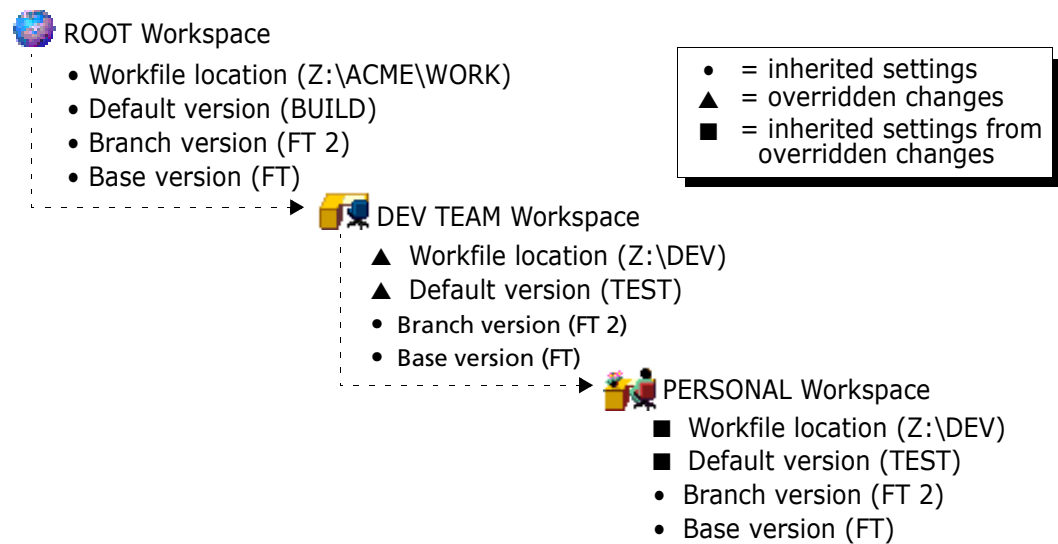 ROOT Workspace
• Workfile location (Z:\ACME\WORK)
• Default version (BUILD)
• Branch version (FT 2)
• Base version (FT)
• = inherited settings
▲ = overridden changes
■ = inherited settings from
overridden changes
DEV TEAM Workspace
▲ Workfile location (Z:\DEV)
▲ Default version (TEST)
• Branch version (FT 2)
• Base version (FT)
PERSONAL Workspace
■ Workfile location (Z:\DEV)
■ Default version (TEST)
• Branch version (FT 2)
• Base version (FT)